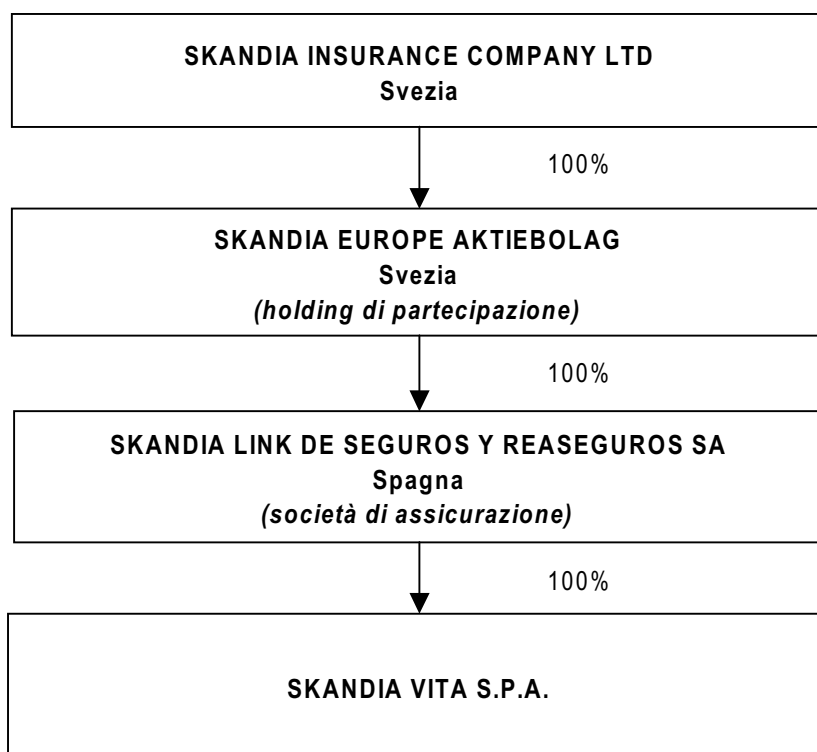 SKANDIA INSURANCE COMPANY LTD
Svezia
100%
SKANDIA EUROPE AKTIEBOLAG
Svezia
(holding di partecipazione)
100%
SKANDIA LINK DE SEGUROS Y REASEGUROS SA
Spagna
(società di assicurazione)
100%
SKANDIA VITA S.P.A.